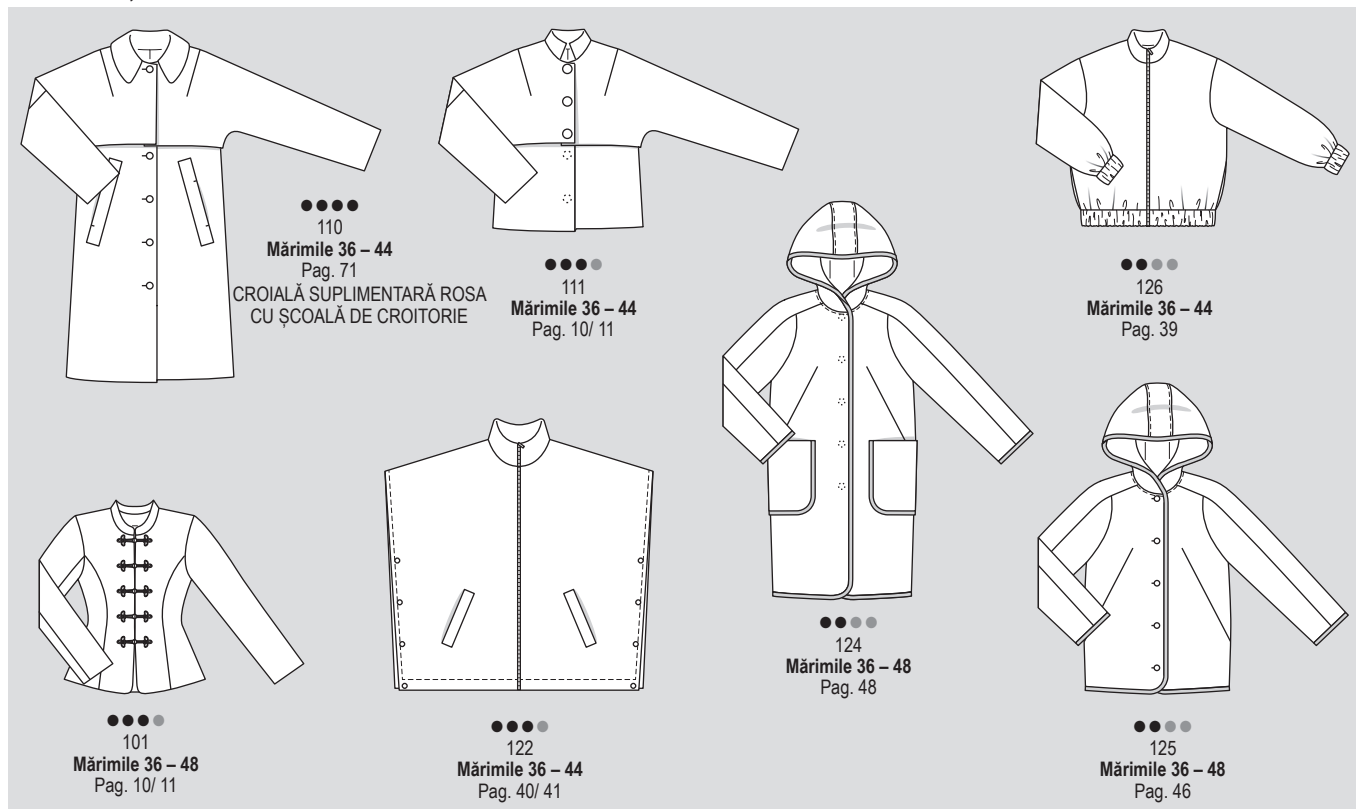 110
Mărimile 36 – 44
Pag. 71
CROIALĂ SUPLIMENTARĂ ROSA
CU ȘCOALĂ DE CROITORIE
111
Mărimile 36 – 44
Pag. 10/ 11
126
Mărimile 36 – 44
Pag. 39
101
Mărimile 36 – 48
Pag. 10/ 11
122
Mărimile 36 – 44
Pag. 40/ 41
124
Mărimile 36 – 48
Pag. 48
125
Mărimile 36 – 48
Pag. 46